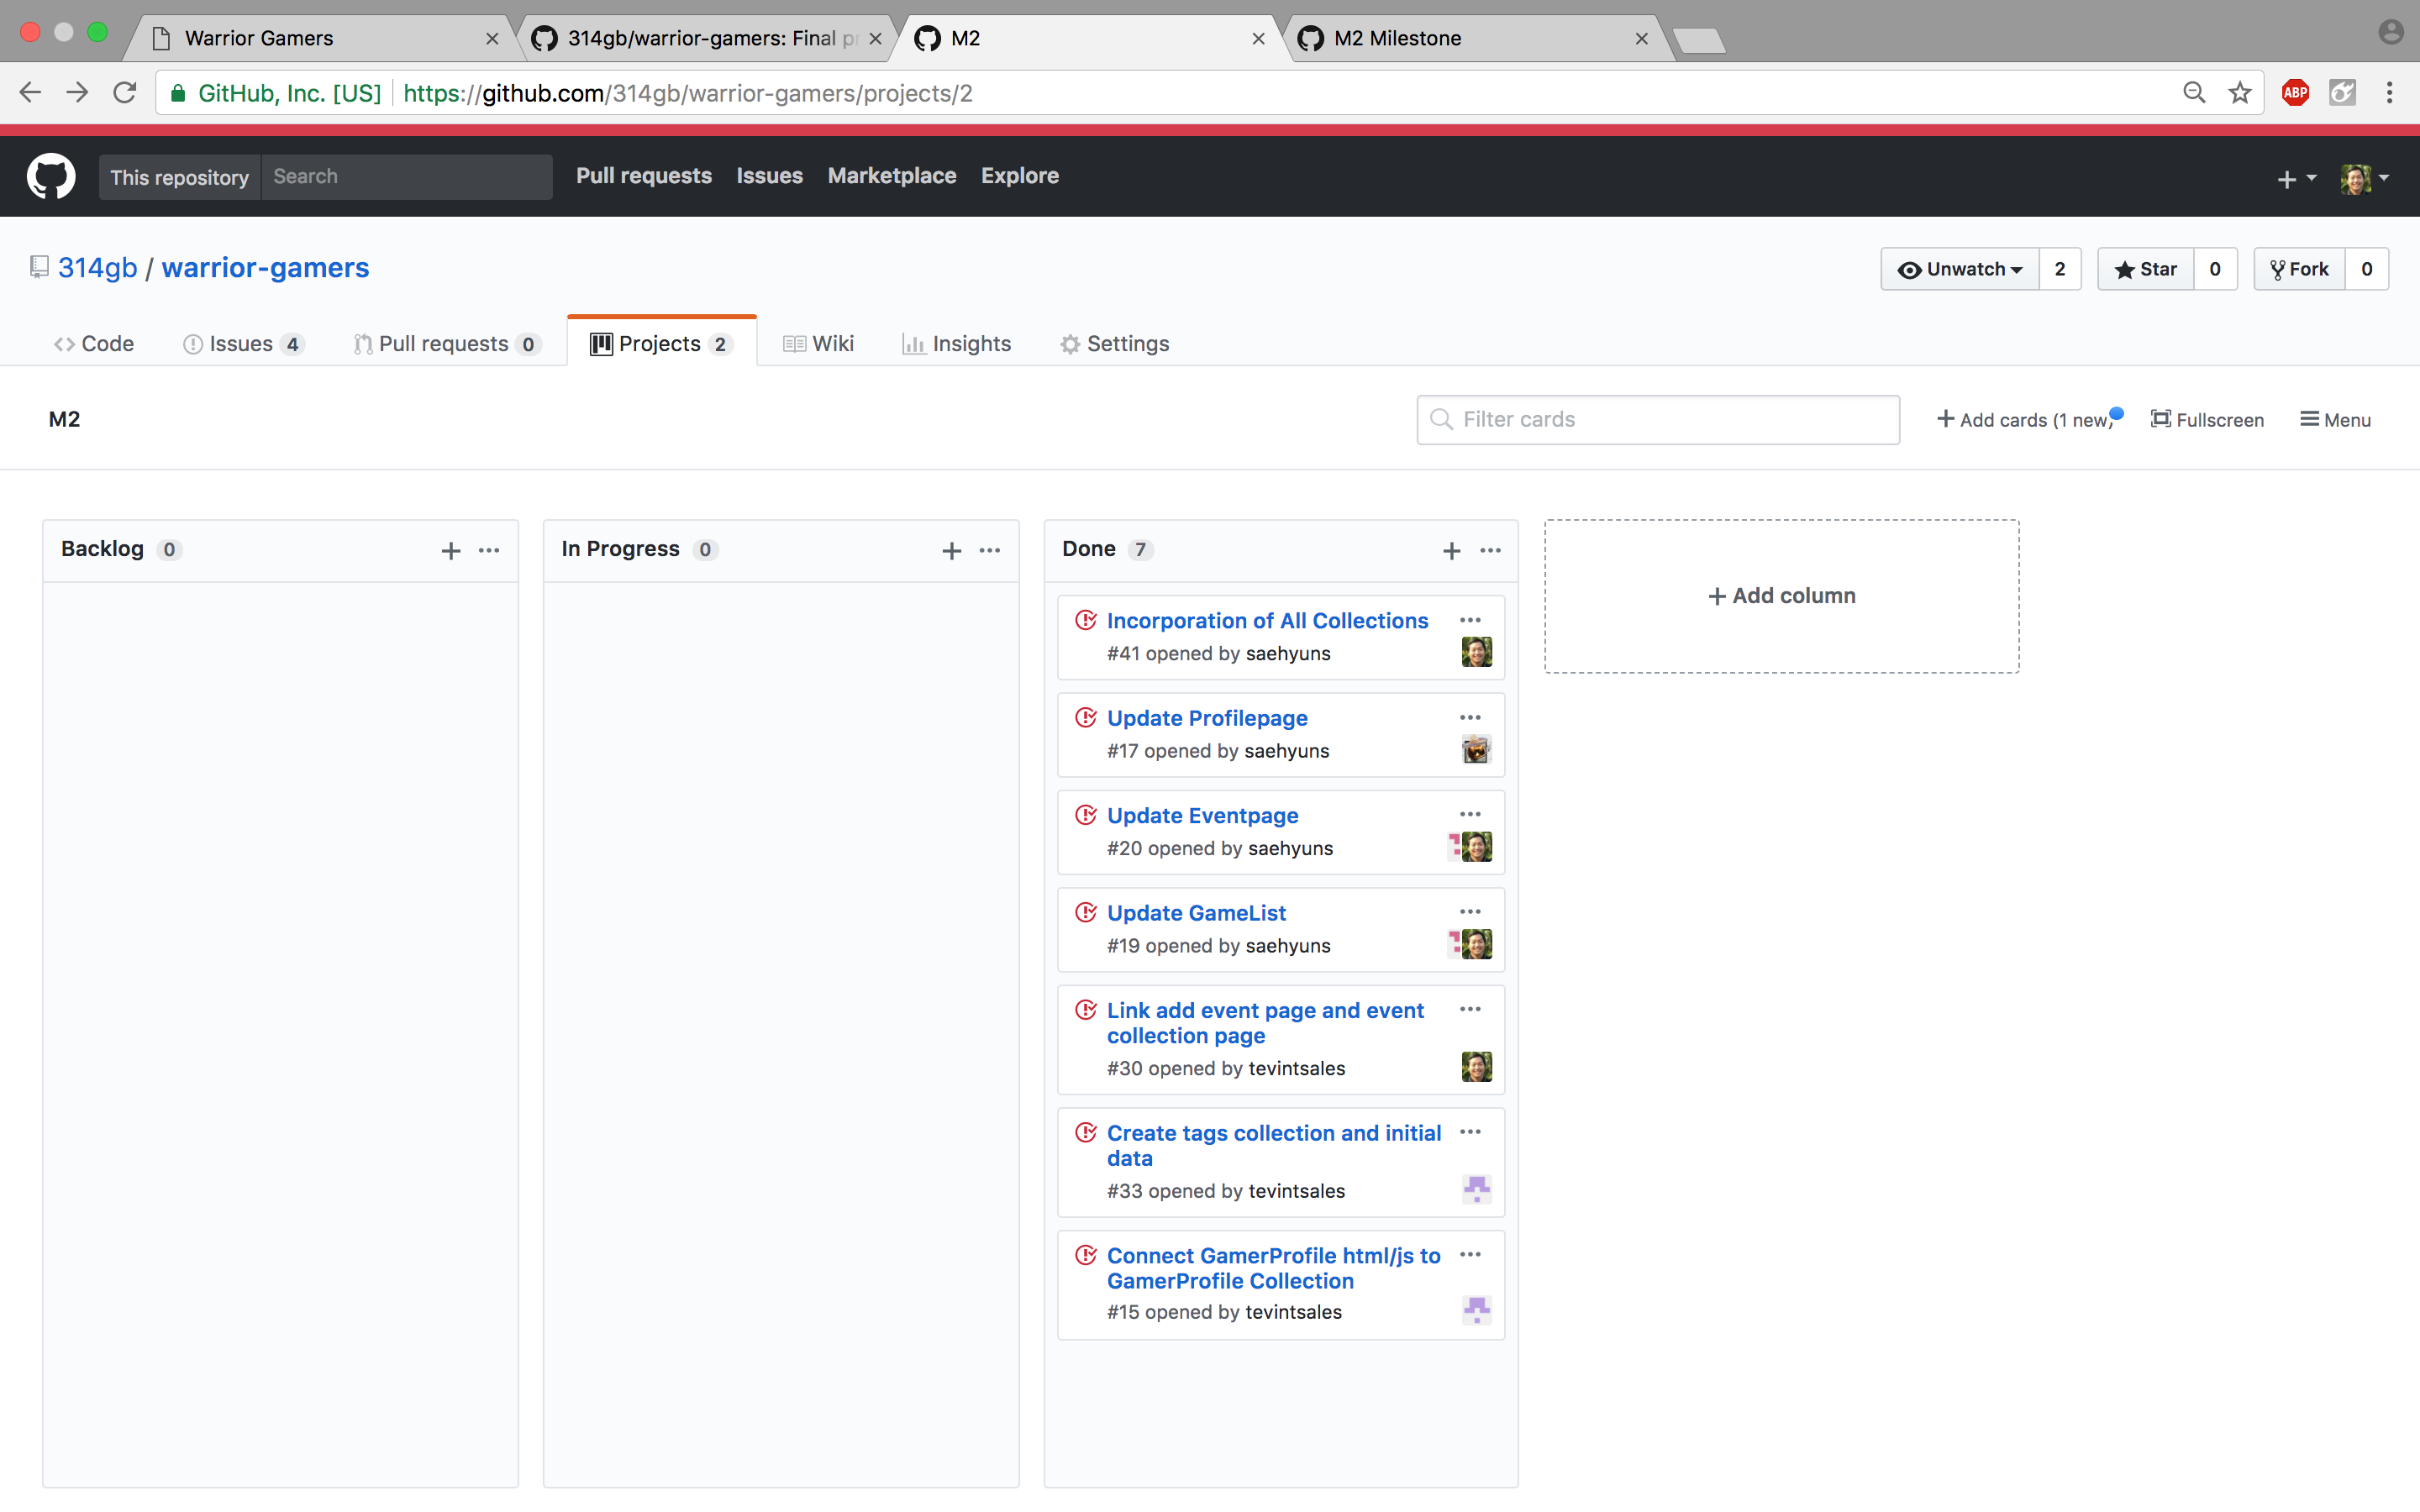 Warrior Gamers
314gb/warrior-gamers: Final pr
M2
M2 Milestone
GitHub, Inc. [US] https://github.com/314gb/warrior-gamers/projects/2
ABP
This repository Search Pull requests Issues Marketplace Explore
314gb / warrior-gamers
Unwatch 2 Star 0 Fork 0
Code Issues 4 Pull requests 0 Projects 2 Wiki Insights Settings
M2
Filter cards
Add cards (1 new)
Fullscreen
Menu
Backlog 0
In Progress 0
Done 7
Add column
Incorporation of All Collections
#41 opened by saehyuns
Update Profilepage
#17 opened by saehyuns
Update Eventpage
#20 opened by saehyuns
Update GameList
#19 opened by saehyuns
Link add event page and event
collection page
#30 opened by tevintsales
Create tags collection and initial
data
#33 opened by tevintsales
Connect GamerProfile html/js to
GamerProfile Collection
#15 opened by tevintsales